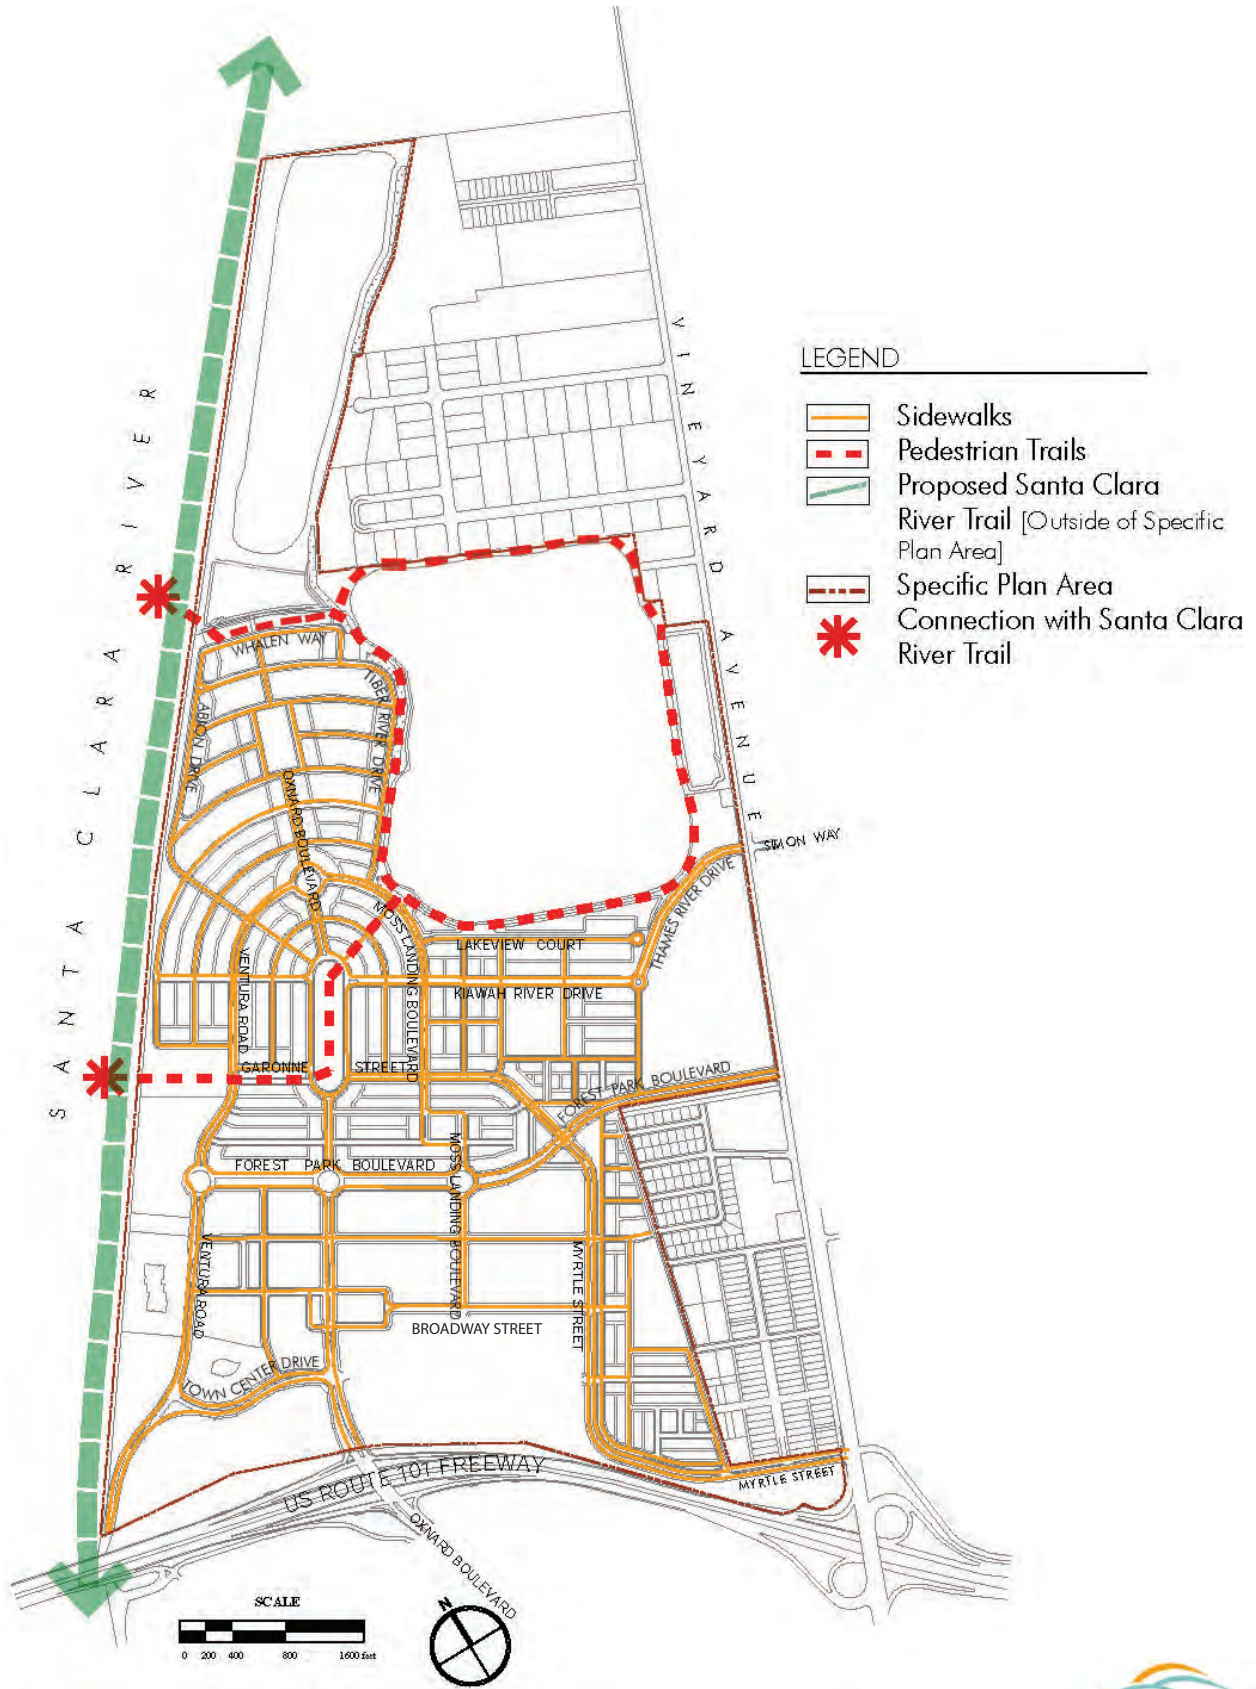 LEGEND
Sidewalks
Pedestrian Trails
Proposed Santa Clara
River Trail [Outside of Specific
Plan Area]
Specific Plan Area
Connection with Santa Clara
River Trail
SANTA CLARA RIVER
VINEYARD AVENUE
WHALEN WAY
TIBER RIVER DRIVE
ALBION DRIVE
OXNARD BOULEVARD
SIMON WAY
THAMES RIVER DRIVE
MOSS LANDING BOULEVARD
LAKEVIEW COURT
VENTURA ROAD
KIAWAH RIVER DRIVE
GARONNE STREET
FOREST PARK BOULEVARD
FOREST PARK BOULEVARD
MOSS LANDING BOULEVARD
VENTURA ROAD
MYRTLE STREET
BROADWAY STREET
TOWN CENTER DRIVE
US ROUTE 101 FREEWAY
MYRTLE STREET
OXNARD BOULEVARD
SCALE
0 200 400 800 1600 feet
N